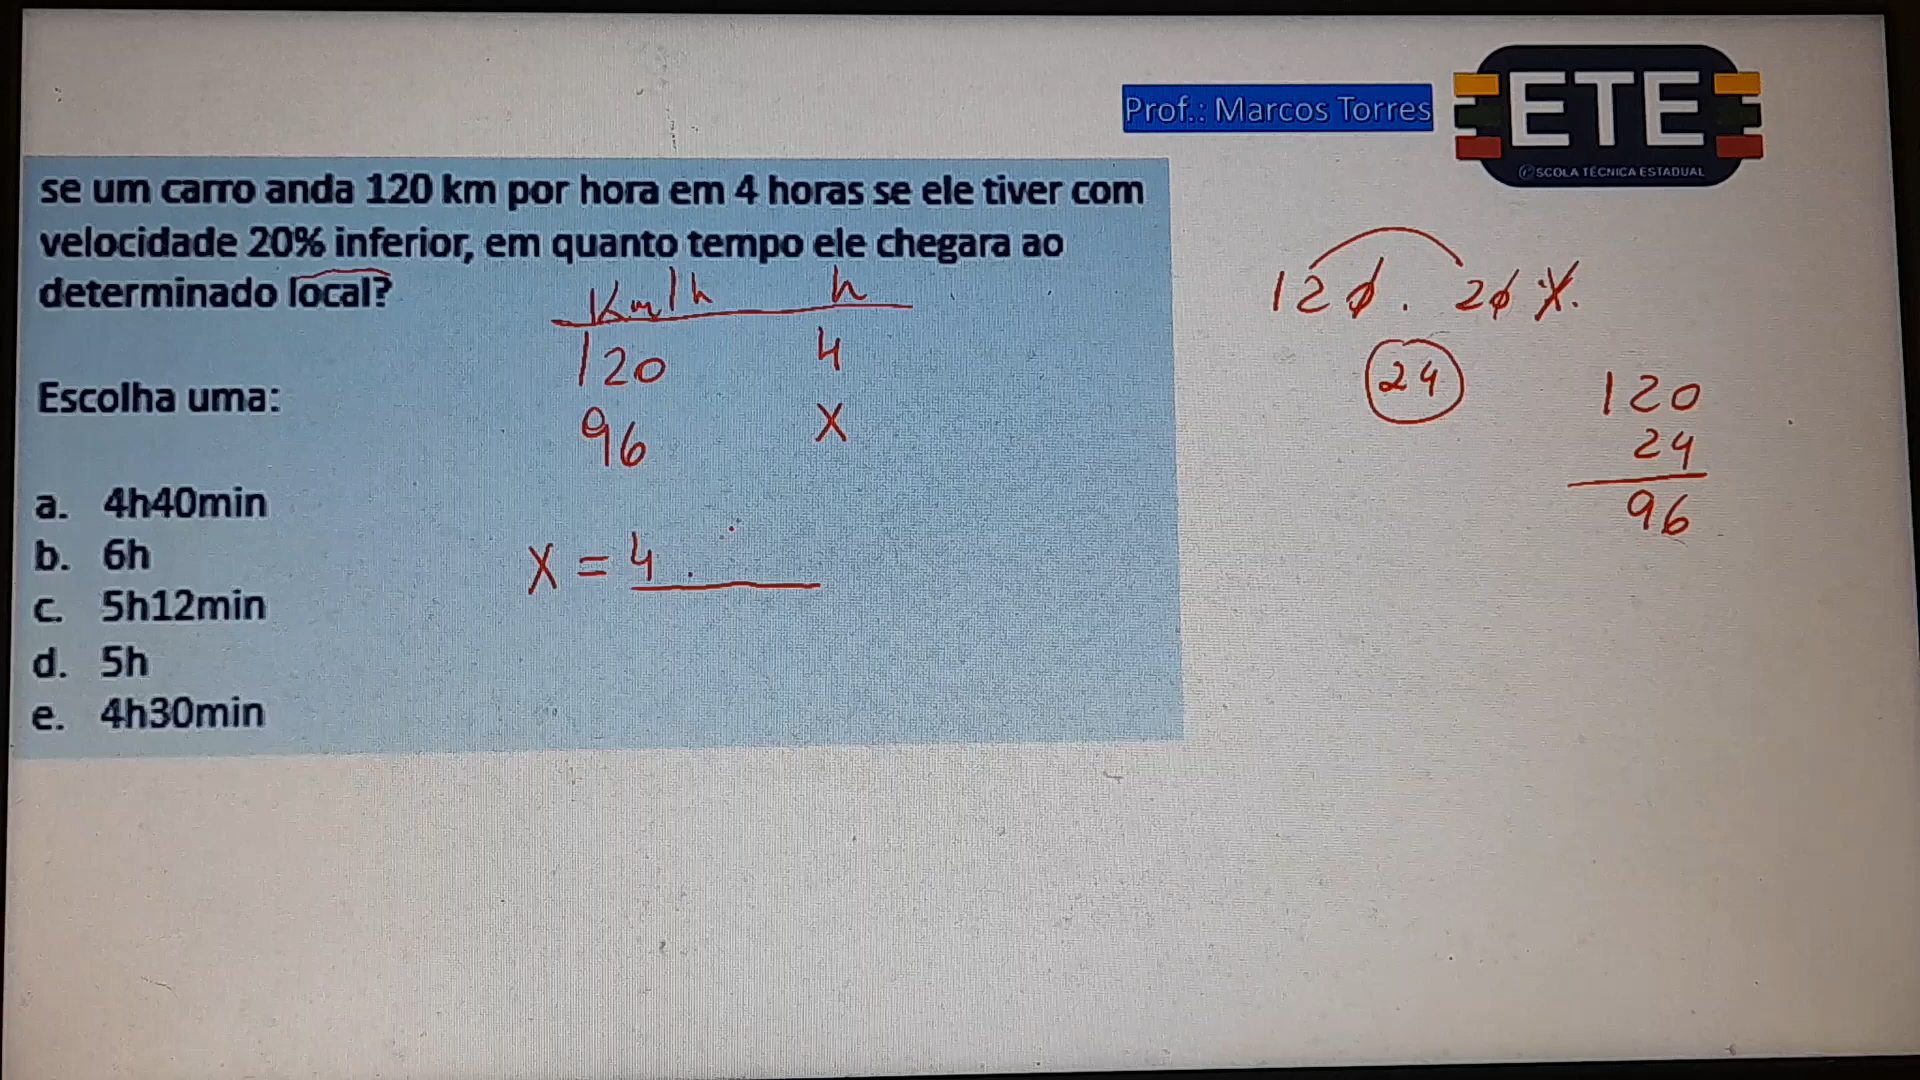 Prof.: Marcos Torres
ETE
ESCOLA TÉCNICA ESTADUAL
se um carro anda 120 km por hora em 4 horas se ele tiver com
velocidade 20% inferior, em quanto tempo ele chegara ao
determinado local?
Km/h h
120 4
96 X
X = 4 .
Escolha uma:
a. 4h40min
b. 6h
c. 5h12min
d. 5h
e. 4h30min
120 . 20 %.
24
120
24
96